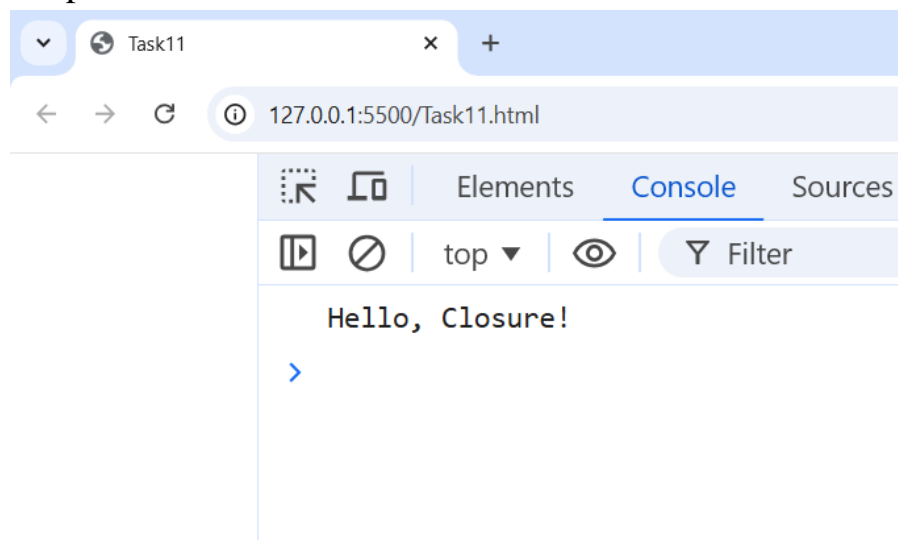 Task11
127.0.0.1:5500/Task11.html
Elements Console Sources
top Filter
Hello, Closure!